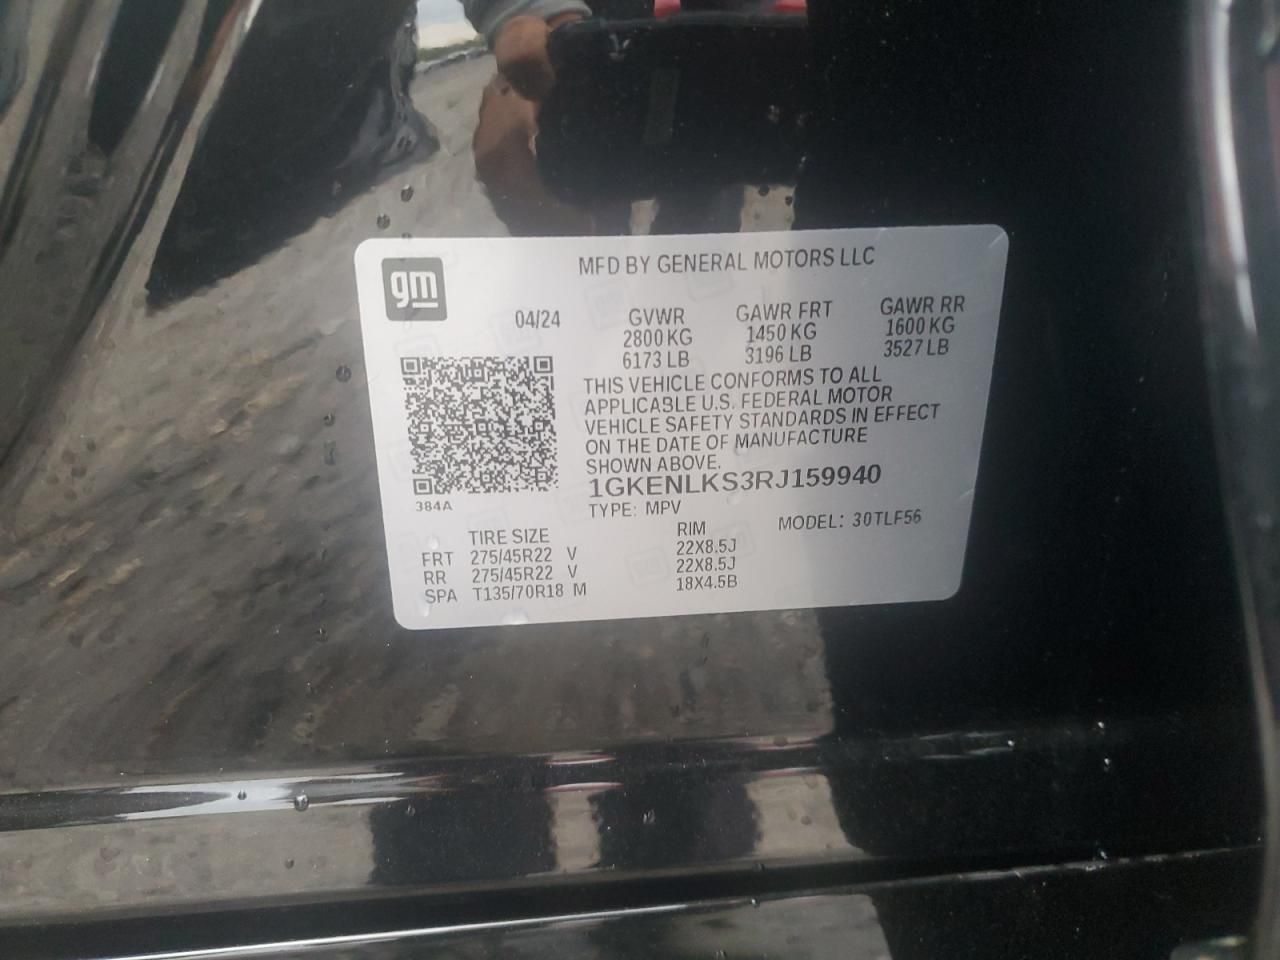 gm
MFD BY GENERAL MOTORS LLC
04/24 GVWR GAWR FRT GAWR RR
2800 KG 1450 KG 1600 KG
6173 LB 3196 LB 3527 LB
THIS VEHICLE CONFORMS TO ALL
APPLICABLE U.S. FEDERAL MOTOR
VEHICLE SAFETY STANDARDS IN EFFECT
ON THE DATE OF MANUFACTURE
SHOWN ABOVE.
1GKENLKS3RJ159940
384A
TYPE: MPV MODEL: 30TLF56
TIRE SIZE RIM
FRT 275/45R22 V 22X8.5J
RR 275/45R22 V 22X8.5J
SPA T135/70R18 M 18X4.5B